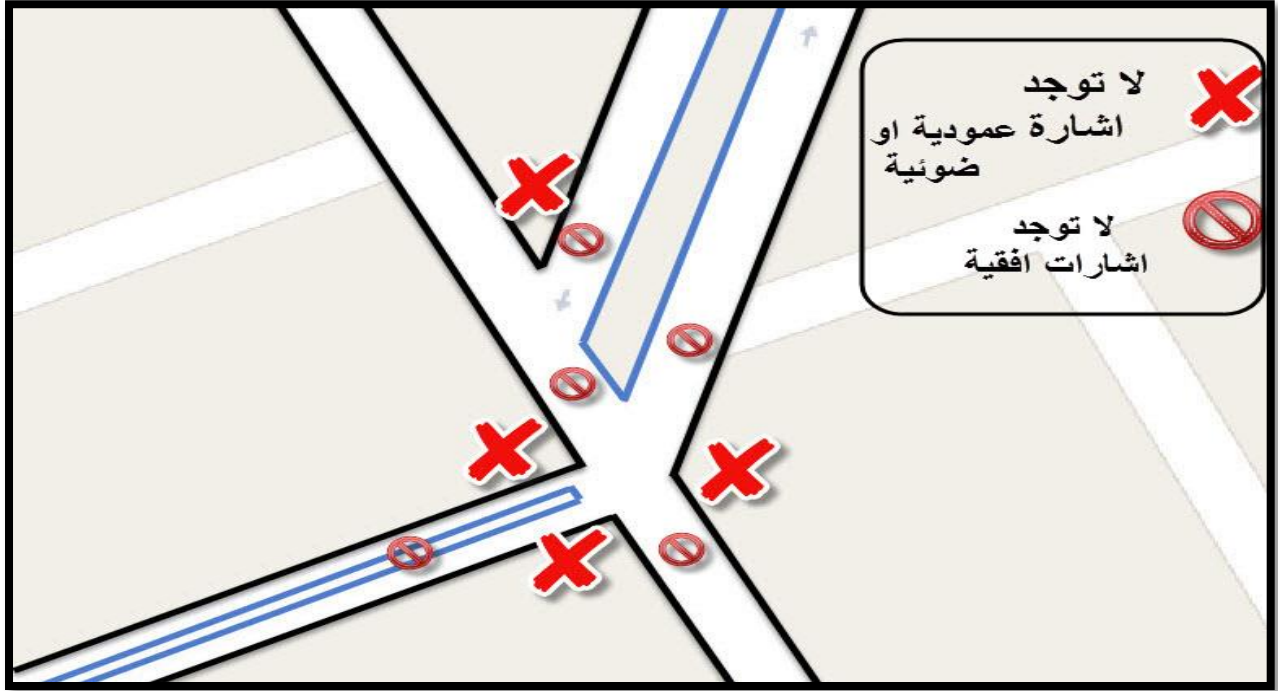 لا توجد
اشارة عمودية او
ضوئية
لا توجد
اشارات افقية